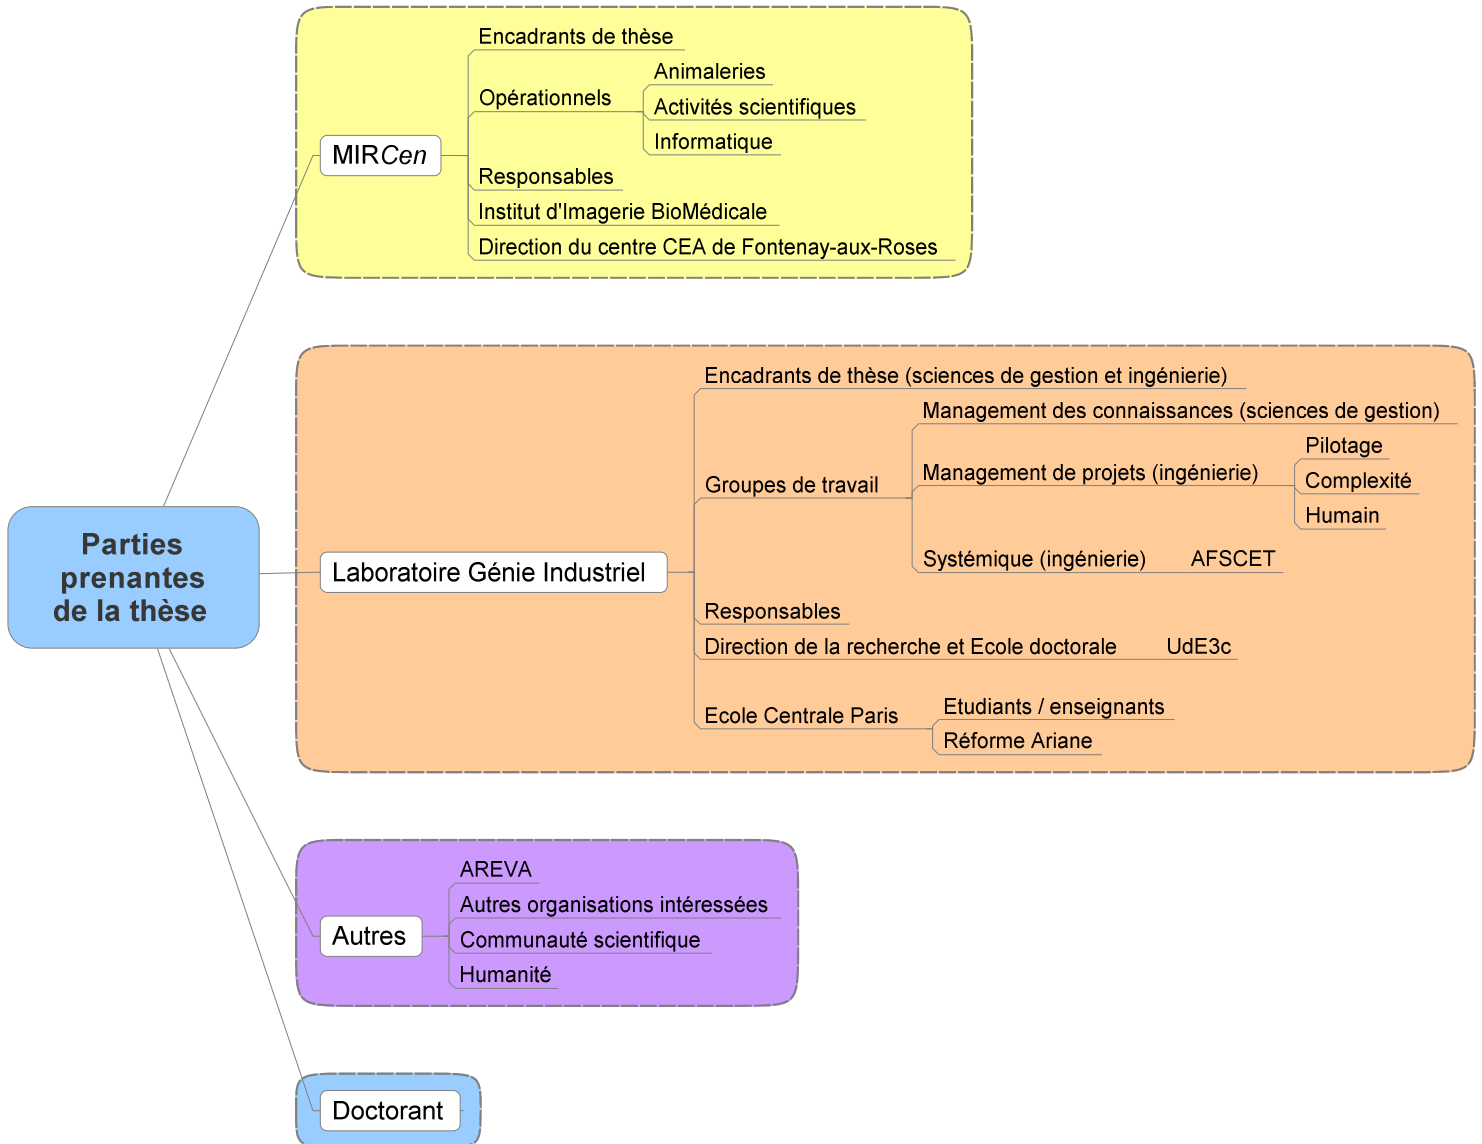 Parties
prenantes
de la thèse
MIRCen
Encadrants de thèse
Opérationnels
Animaleries
Activités scientifiques
Informatique
Responsables
Institut d'Imagerie BioMédicale
Direction du centre CEA de Fontenay-aux-Roses
Laboratoire Génie Industriel
Encadrants de thèse (sciences de gestion et ingénierie)
Groupes de travail
Management des connaissances (sciences de gestion)
Management de projets (ingénierie)
Pilotage
Complexité
Humain
Systémique (ingénierie)
AFSCET
Responsables
Direction de la recherche et Ecole doctorale
UdE3c
Ecole Centrale Paris
Etudiants / enseignants
Réforme Ariane
Autres
AREVA
Autres organisations intéressées
Communauté scientifique
Humanité
Doctorant